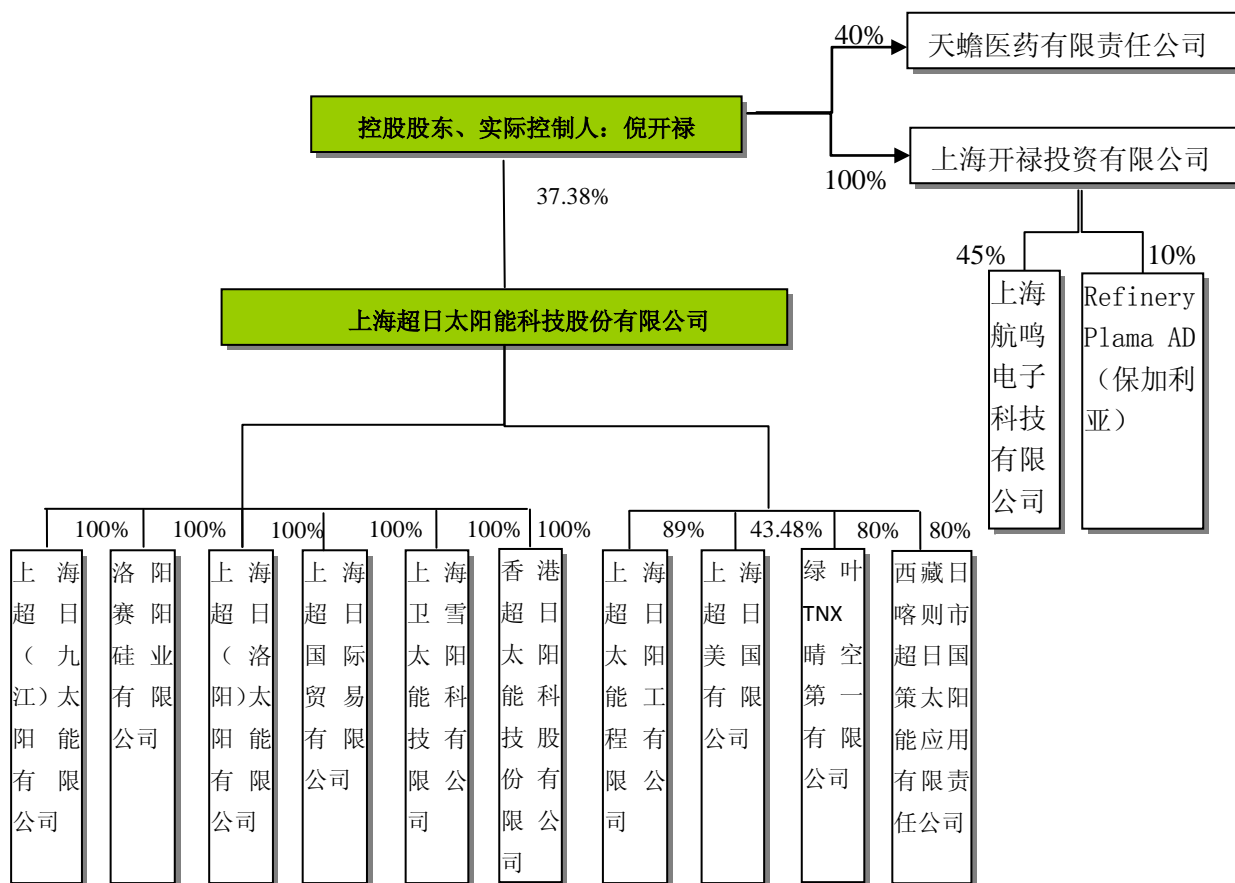 40%
天蟾医药有限责任公司
控股股东、实际控制人：倪开禄
上海开禄投资有限公司
100%
37.38%
45%
10%
上海
航鸣
电子
科技
有限
公司
Refinery
Plama AD
（保加利
亚）
上海超日太阳能科技股份有限公司
100%
100%
100%
100%
100%
100%
89%
43.48%
80%
80%
上海
超日
（九
江）太
阳能
有限
公司
洛阳
赛阳
硅业
有限
公司
上海
超日
（洛
阳）太
阳能
有限
公司
上海
超日
国际
贸易
有限
公司
上海
卫雪
太阳
能科
技有
限公
司
香港
超日
太阳
能科
技股
份有
限公
司
上海
超日
太阳
能工
程有
限公
司
上海
超日
美国
有限
公司
绿叶
TNX
晴空
第一
有限
公司
西藏日
喀则市
超日国
策太阳
能应用
有限责
任公司